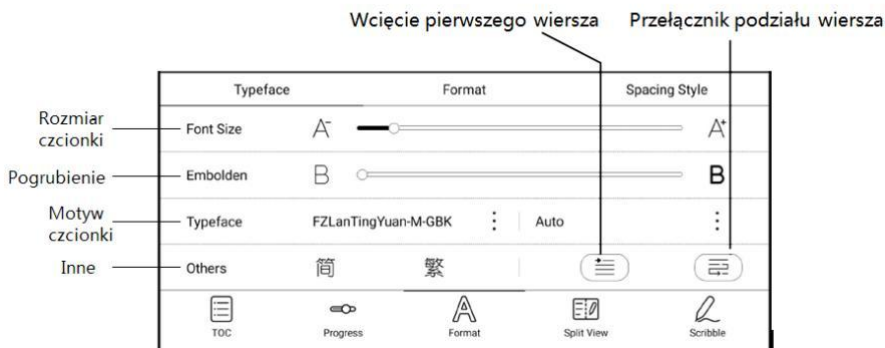 Wcięcie pierwszego wiersza Przełącznik podziału wiersza
Typeface Format Spacing Style
Rozmiar
czcionki
Font Size A- A+
Pogrubienie
Embolden B B
Motyw
czcionki
Typeface FZLanTingYuan-M-GBK Auto
Inne
Others 简 繁
TOC Progress Format Split View Scribble